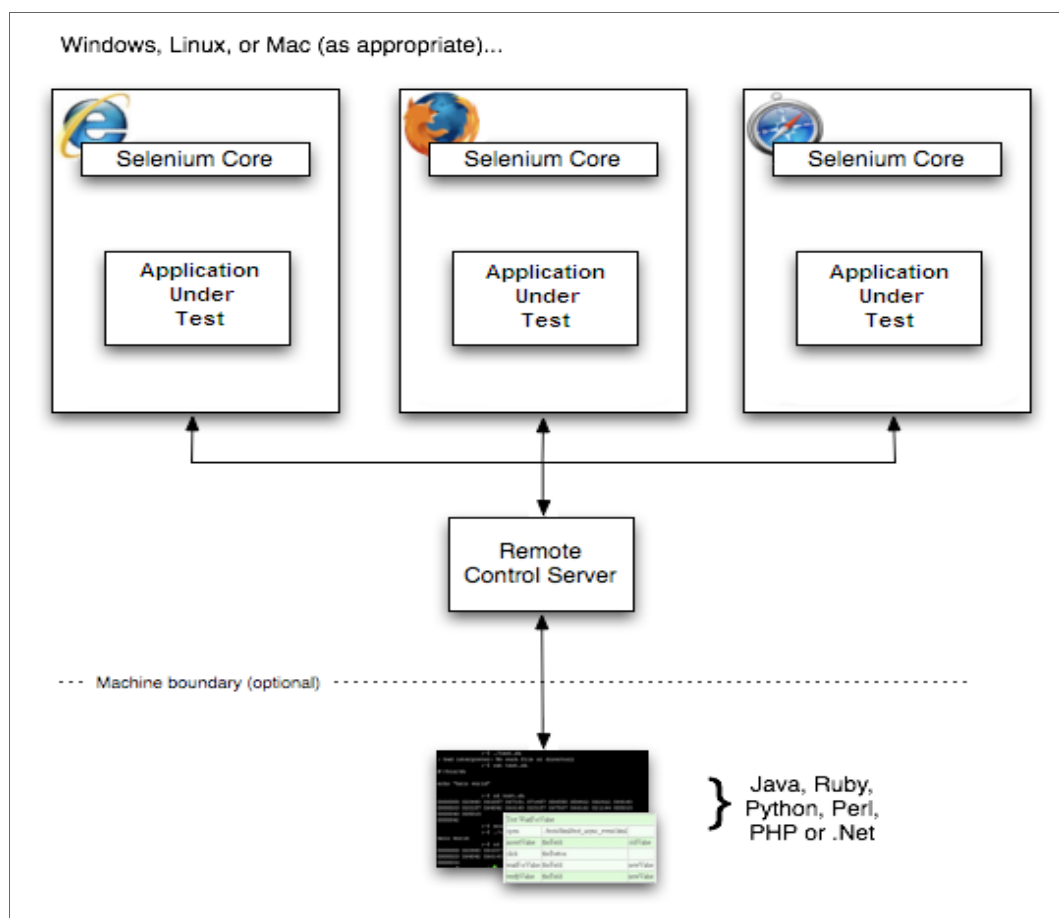 Windows, Linux, or Mac (as appropriate)...
Selenium Core
Selenium Core
Selenium Core
Application
Under
Test
Application
Under
Test
Application
Under
Test
Remote
Control Server
Machine boundary (optional)
Java, Ruby,
Python, Perl,
PHP or .Net